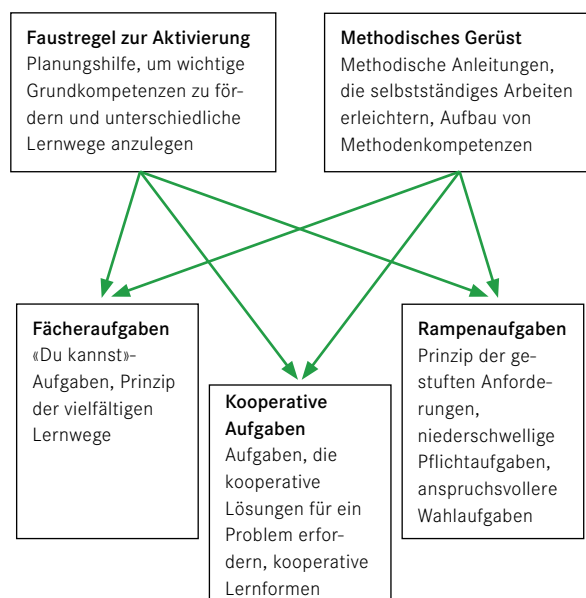 Faustregel zur Aktivierung
Planungshilfe, um wichtige
Grundkompetenzen zu för-
dern und unterschiedliche
Lernwege anzulegen
Methodisches Gerüst
Methodische Anleitungen,
die selbstständiges Arbeiten
erleichtern, Aufbau von
Methodenkompetenzen
Fächeraufgaben
«Du kannst»-
Aufgaben, Prinzip
der vielfältigen
Lernwege
Kooperative
Aufgaben
Aufgaben, die
kooperative
Lösungen für ein
Problem erfor-
dern, kooperative
Lernformen
Rampenaufgaben
Prinzip der ge-
stuften Anforde-
rungen,
niederschwellige
Pflichtaufgaben,
anspruchsvollere
Wahlaufgaben